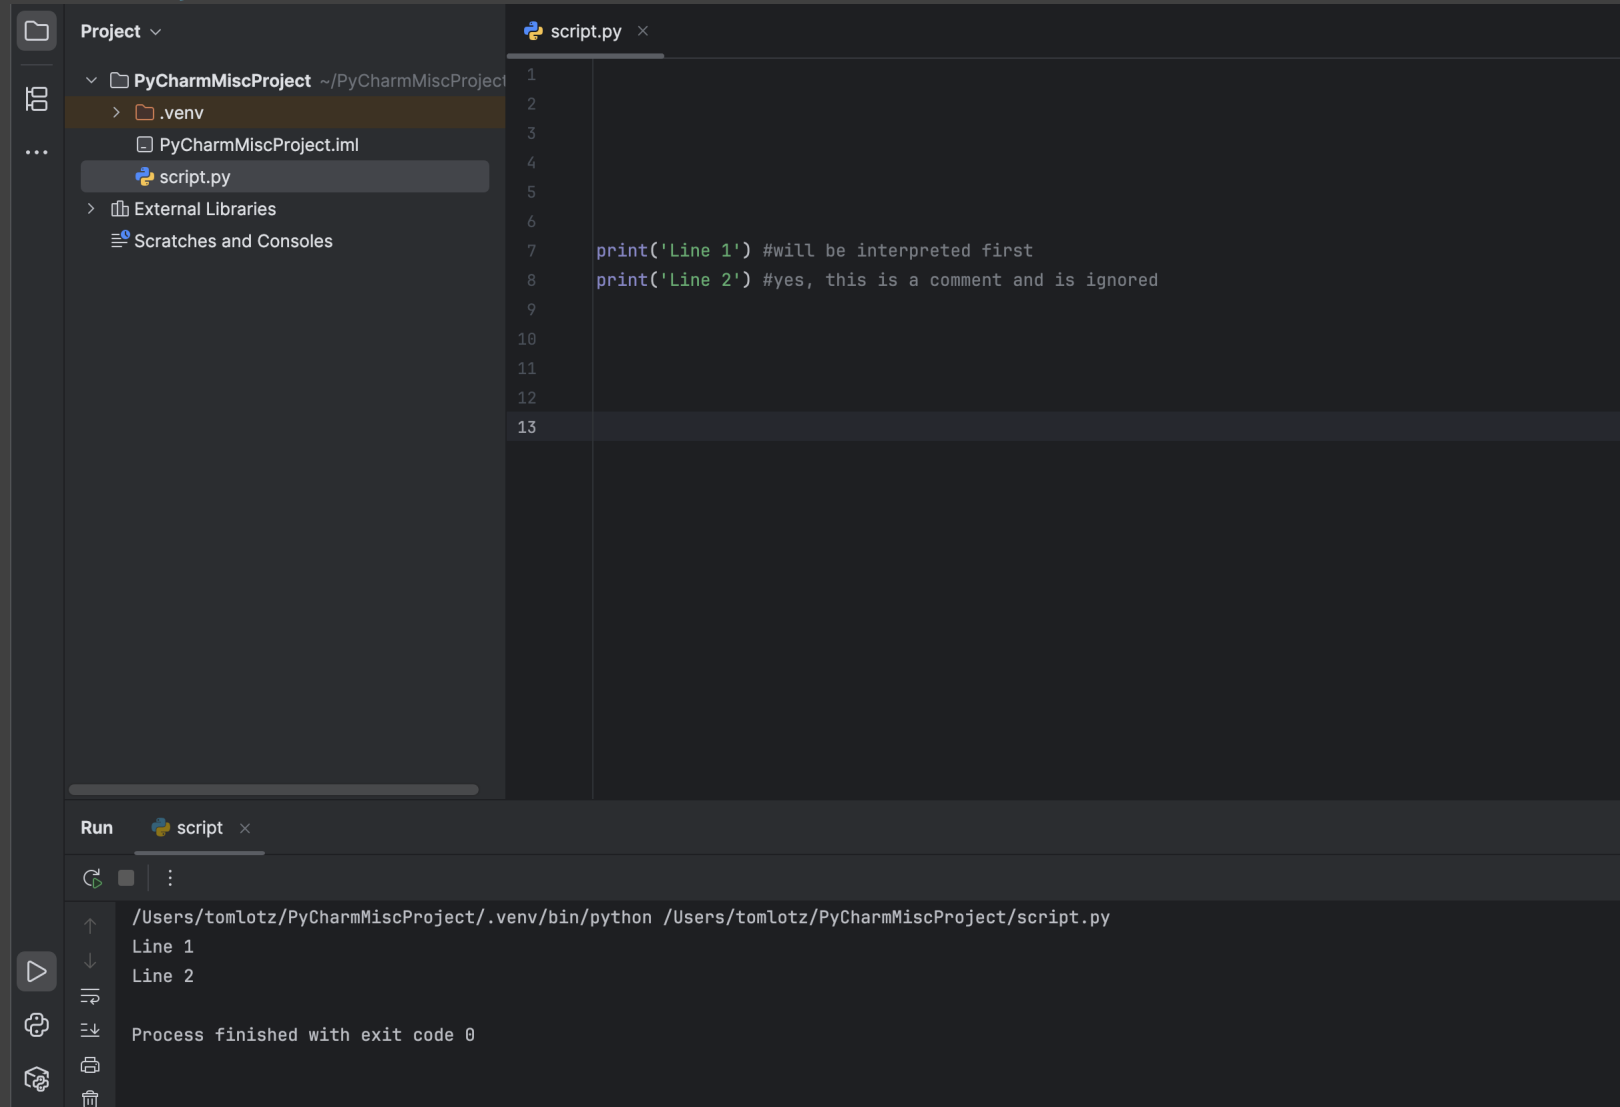 Project
PyCharmMiscProject ~/PyCharmMiscProject
.venv
PyCharmMiscProject.iml
script.py
External Libraries
Scratches and Consoles
script.py
1
2
3
4
5
6
7 print('Line 1') #will be interpreted first
8 print('Line 2') #yes, this is a comment and is ignored
9
10
11
12
13
Run script
/Users/tomlotz/PyCharmMiscProject/.venv/bin/python /Users/tomlotz/PyCharmMiscProject/script.py
Line 1
Line 2
Process finished with exit code 0